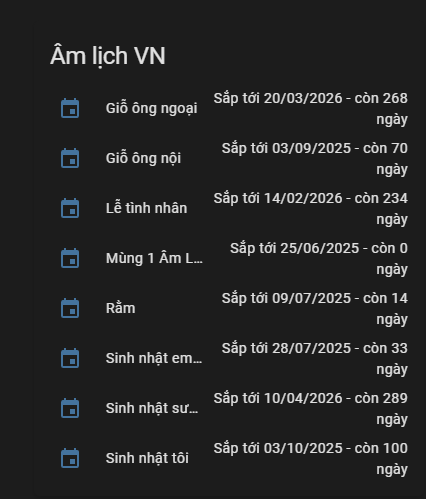 Âm lịch VN
Giỗ ông ngoại
Sắp tới 20/03/2026 - còn 268
ngày
Giỗ ông nội
Sắp tới 03/09/2025 - còn 70
ngày
Lễ tình nhân
Sắp tới 14/02/2026 - còn 234
ngày
Mùng 1 Âm L...
Sắp tới 25/06/2025 - còn 0
ngày
Rằm
Sắp tới 09/07/2025 - còn 14
ngày
Sinh nhật em...
Sắp tới 28/07/2025 - còn 33
ngày
Sinh nhật sư...
Sắp tới 10/04/2026 - còn 289
ngày
Sinh nhật tôi
Sắp tới 03/10/2025 - còn 100
ngày